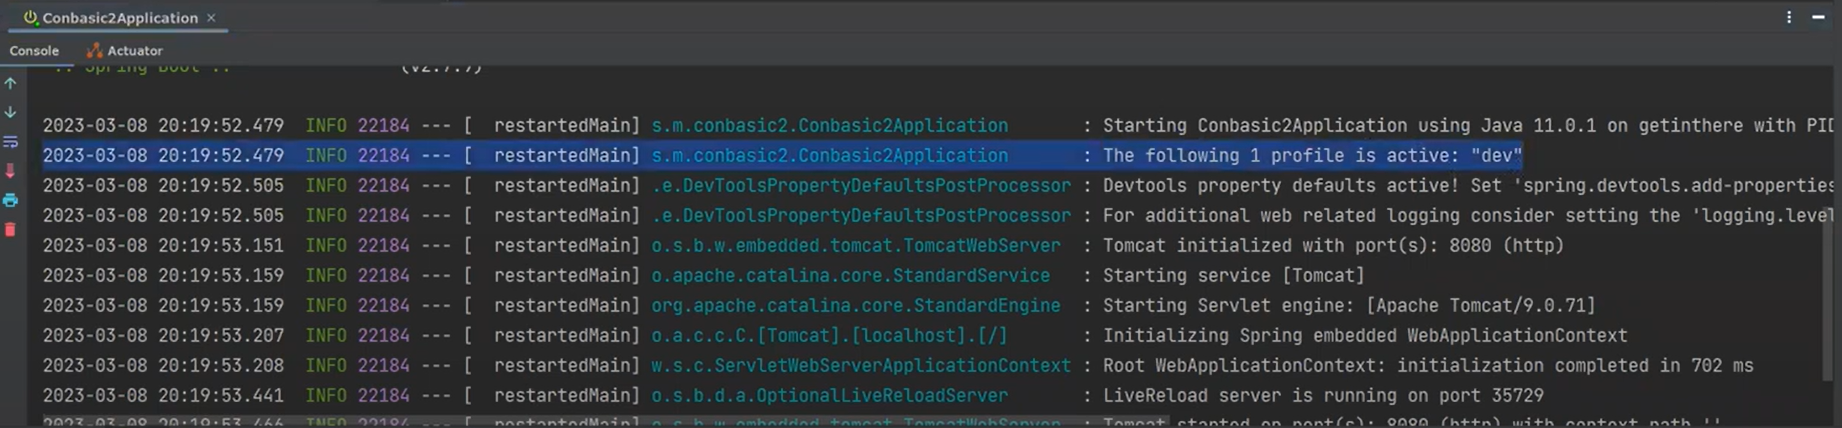 Conbasic2Application ×
Console Actuator
:: Spring Boot :: (v2.7.9)
2023-03-08 20:19:52.479 INFO 22184 --- [ restartedMain] s.m.conbasic2.Conbasic2Application : Starting Conbasic2Application using Java 11.0.1 on getinthere with PID
2023-03-08 20:19:52.479 INFO 22184 --- [ restartedMain] s.m.conbasic2.Conbasic2Application : The following 1 profile is active: "dev"
2023-03-08 20:19:52.505 INFO 22184 --- [ restartedMain] .e.DevToolsPropertyDefaultsPostProcessor : Devtools property defaults active! Set 'spring.devtools.add-properties
2023-03-08 20:19:52.505 INFO 22184 --- [ restartedMain] .e.DevToolsPropertyDefaultsPostProcessor : For additional web related logging consider setting the 'logging.level
2023-03-08 20:19:53.151 INFO 22184 --- [ restartedMain] o.s.b.w.embedded.tomcat.TomcatWebServer : Tomcat initialized with port(s): 8080 (http)
2023-03-08 20:19:53.159 INFO 22184 --- [ restartedMain] o.apache.catalina.core.StandardService : Starting service [Tomcat]
2023-03-08 20:19:53.159 INFO 22184 --- [ restartedMain] org.apache.catalina.core.StandardEngine : Starting Servlet engine: [Apache Tomcat/9.0.71]
2023-03-08 20:19:53.207 INFO 22184 --- [ restartedMain] o.a.c.c.C.[Tomcat].[localhost].[/] : Initializing Spring embedded WebApplicationContext
2023-03-08 20:19:53.208 INFO 22184 --- [ restartedMain] w.s.c.ServletWebServerApplicationContext : Root WebApplicationContext: initialization completed in 702 ms
2023-03-08 20:19:53.441 INFO 22184 --- [ restartedMain] o.s.b.d.a.OptionalLiveReloadServer : LiveReload server is running on port 35729
2023-03-08 20:19:53.466 INFO 22184 --- [ restartedMain] o.s.b.w.embedded.tomcat.TomcatWebServer : Tomcat started on port(s): 8080 (http) with context path ''